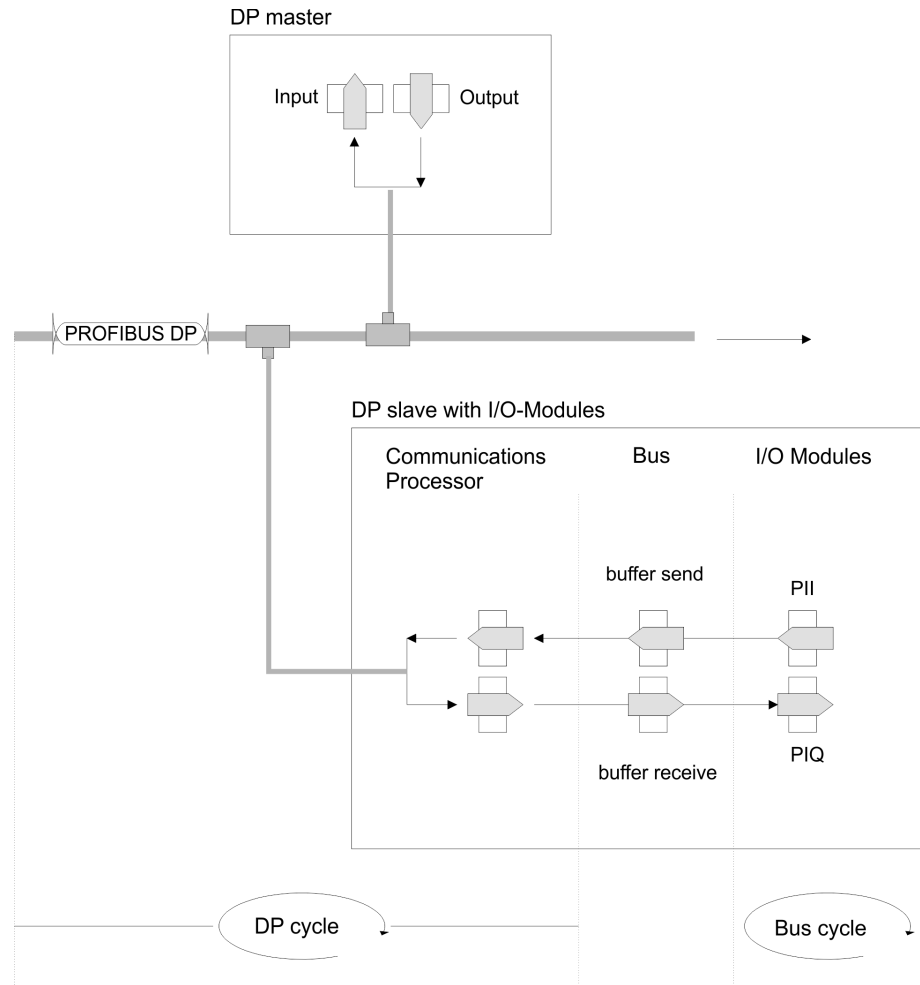 DP master
Input
Output
PROFIBUS DP
DP slave with I/O-Modules
Communications
Processor
Bus
I/O Modules
buffer send
PII
buffer receive
PIQ
DP cycle
Bus cycle